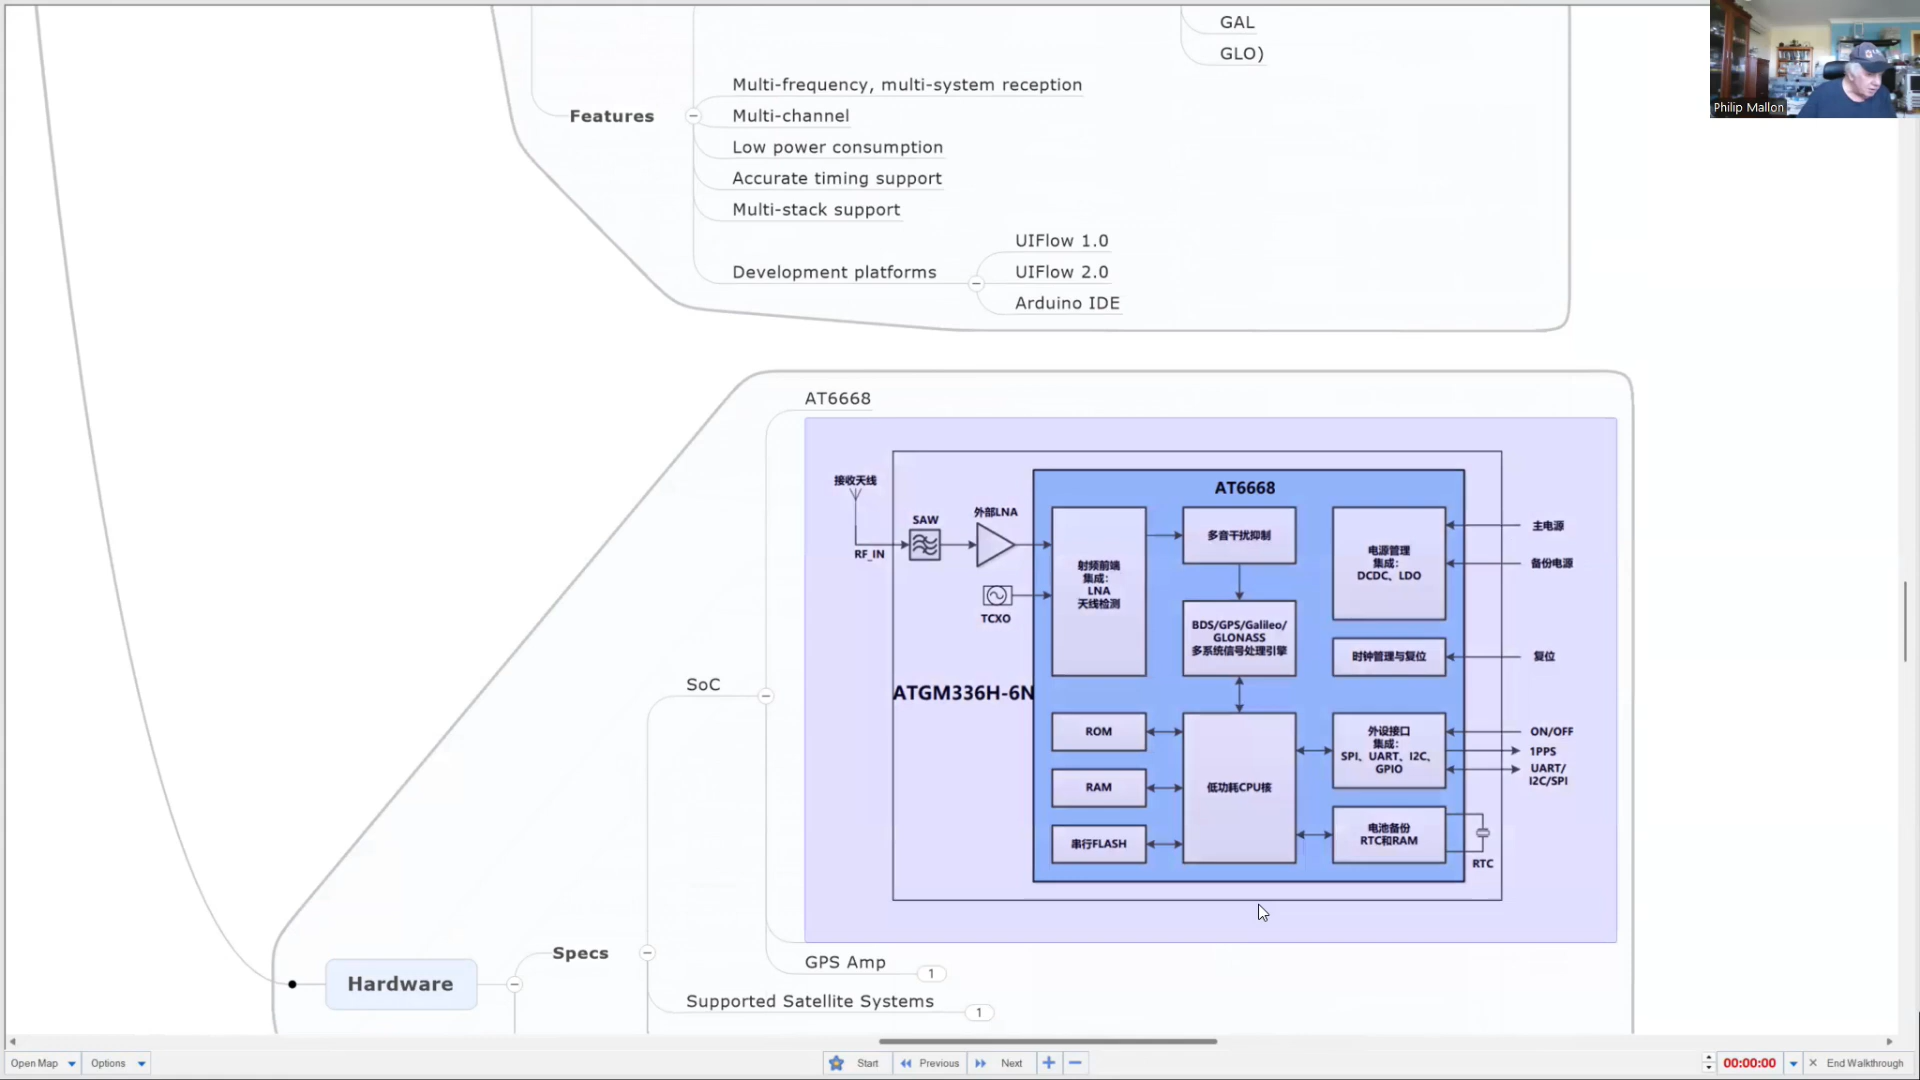 GAL
GLO)
Philip Mallon
Multi-frequency, multi-system reception
Features
Multi-channel
Low power consumption
Accurate timing support
Multi-stack support
UIFlow 1.0
Development platforms
UIFlow 2.0
Arduino IDE
AT6668
AT6668
接收天线
SAW
外部LNA
RF_IN
TCXO
射频前端
集成:
LNA
天线检测
多音干扰抑制
电源管理
集成:
DCDC、LDO
主电源
备份电源
BDS/GPS/Galileo/
GLONASS
多系统信号处理引擎
时钟管理与复位
复位
SoC
ATGM336H-6N
ROM
RAM
串行FLASH
低功耗CPU核
外设接口
集成:
SPI、UART、I2C、
GPIO
ON/OFF
1PPS
UART/
I2C/SPI
电池备份
RTC和RAM
RTC
Specs
GPS Amp
1
Hardware
Supported Satellite Systems
1
Open Map
Options
Start
Previous
Next
00:00:00
End Walkthrough